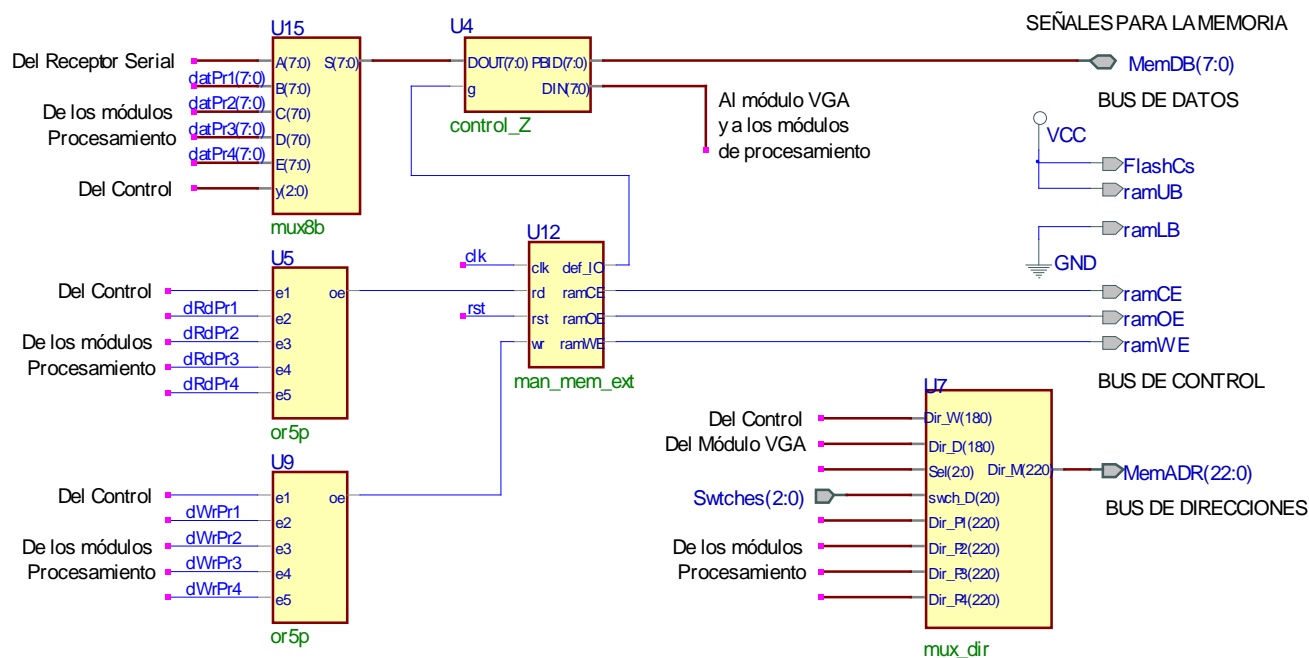 U15
Del Receptor Serial
A(7:0)
S(7:0)
datPr1(7:0)
B(7:0)
datPr2(7:0)
C(70)
De los módulos
Procesamiento
datPr3(7:0)
D(70)
datPr4(7:0)
E(7:0)
Del Control
y(2:0)
mux8b
U4
DOUT(7:0)
PBID(7:0)
g
DIN(7:0)
control_Z
Al módulo VGA
y a los módulos
de procesamiento
SEÑALES PARA LA MEMORIA
MemDB(7:0)
BUS DE DATOS
VCC
FlashCs
ramUB
ramLB
GND
U5
Del Control
e1
oe
dRdPr1
e2
De los módulos
Procesamiento
dRdPr2
e3
dRdPr3
e4
dRdPr4
e5
or5p
U12
clk
clk
def_IO
rd
ramCE
rst
rst
ramOE
wr
ramWE
man_mem_ext
ramCE
ramOE
ramWE
BUS DE CONTROL
U9
Del Control
e1
oe
dWrPr1
e2
De los módulos
Procesamiento
dWrPr2
e3
dWrPr3
e4
dWrPr4
e5
or5p
U7
Del Control
Dir_W(180)
Del Módulo VGA
Dir_D(180)
Sel(2:0)
Dir_M(220)
MemADR(22:0)
Swtches(2:0)
swch_D(20)
BUS DE DIRECCIONES
Dir_P1(220)
De los módulos
Procesamiento
Dir_P2(220)
Dir_P3(220)
Dir_P4(220)
mux_dir